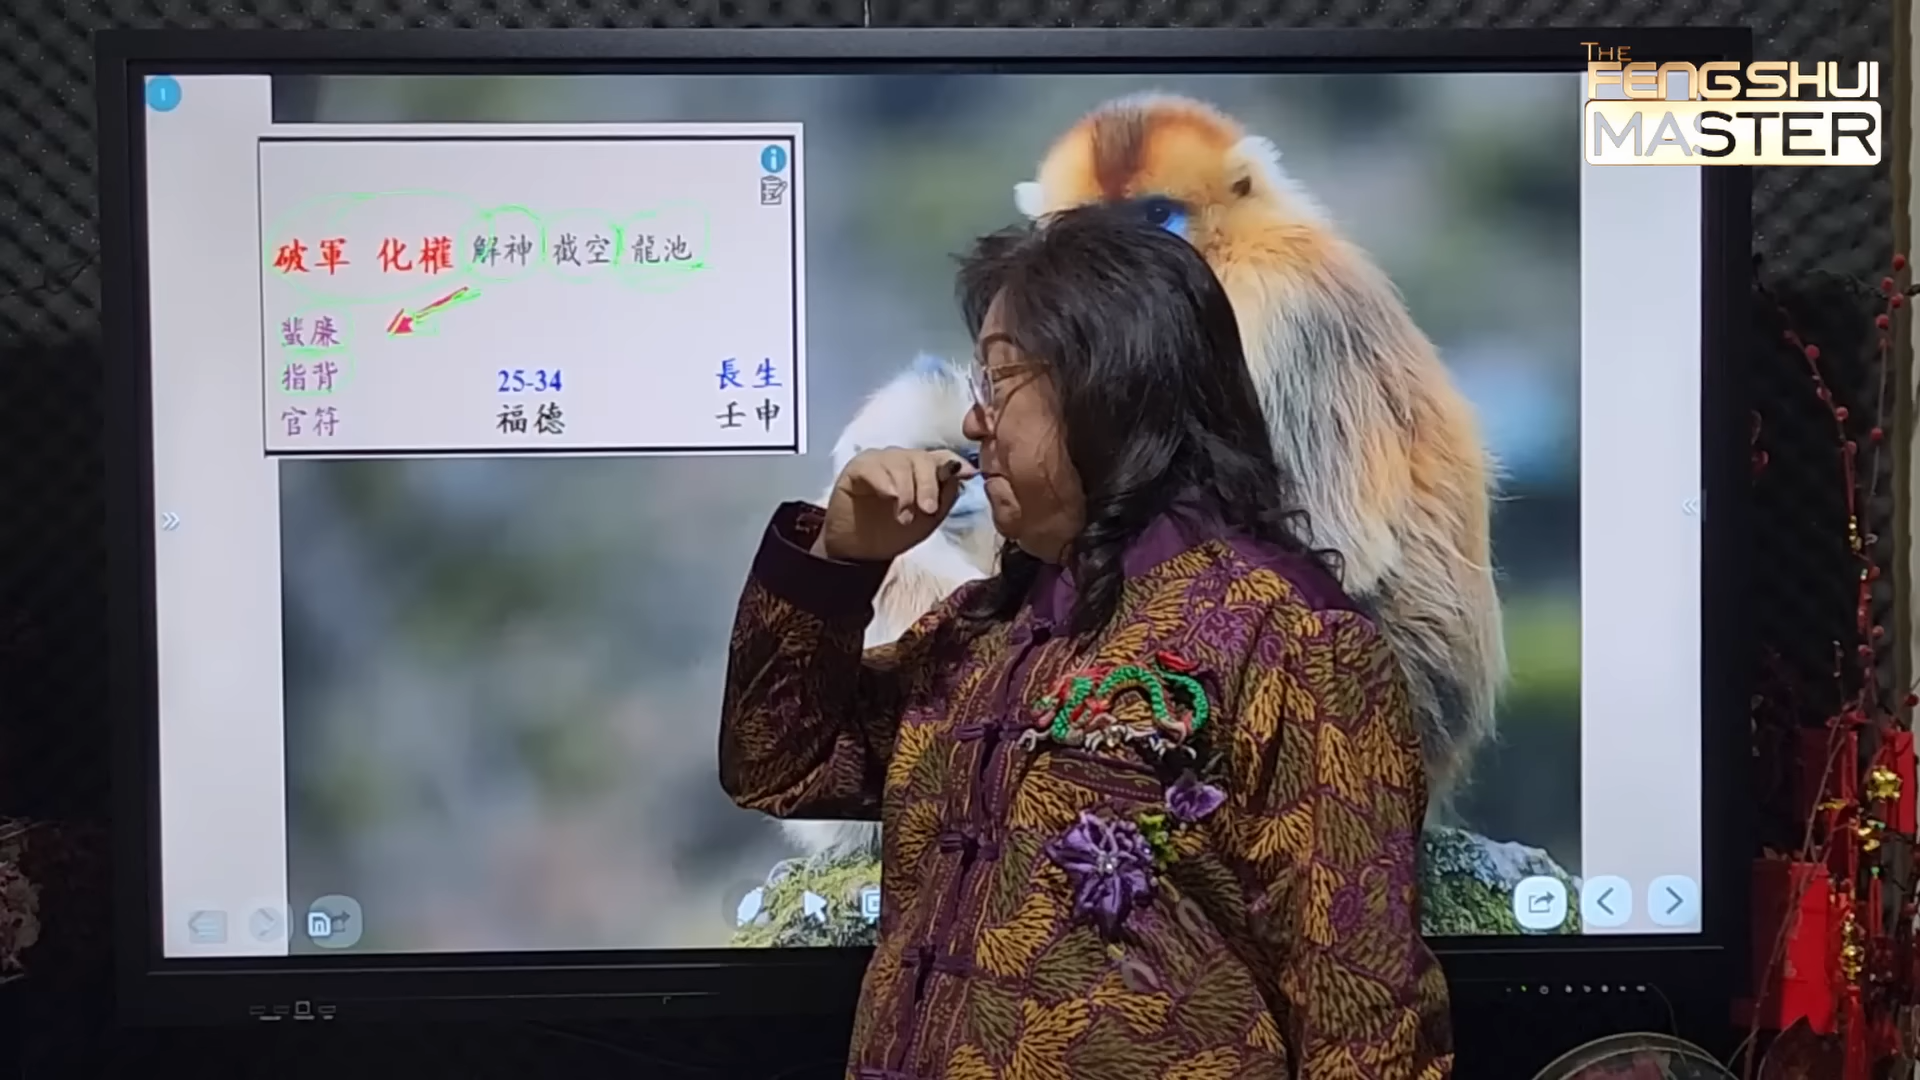 THE
FENG SHUI
MASTER
破軍 化權 解神 截空 龍池
蜚廉
指背 25-34 長生
官符 福德 壬申